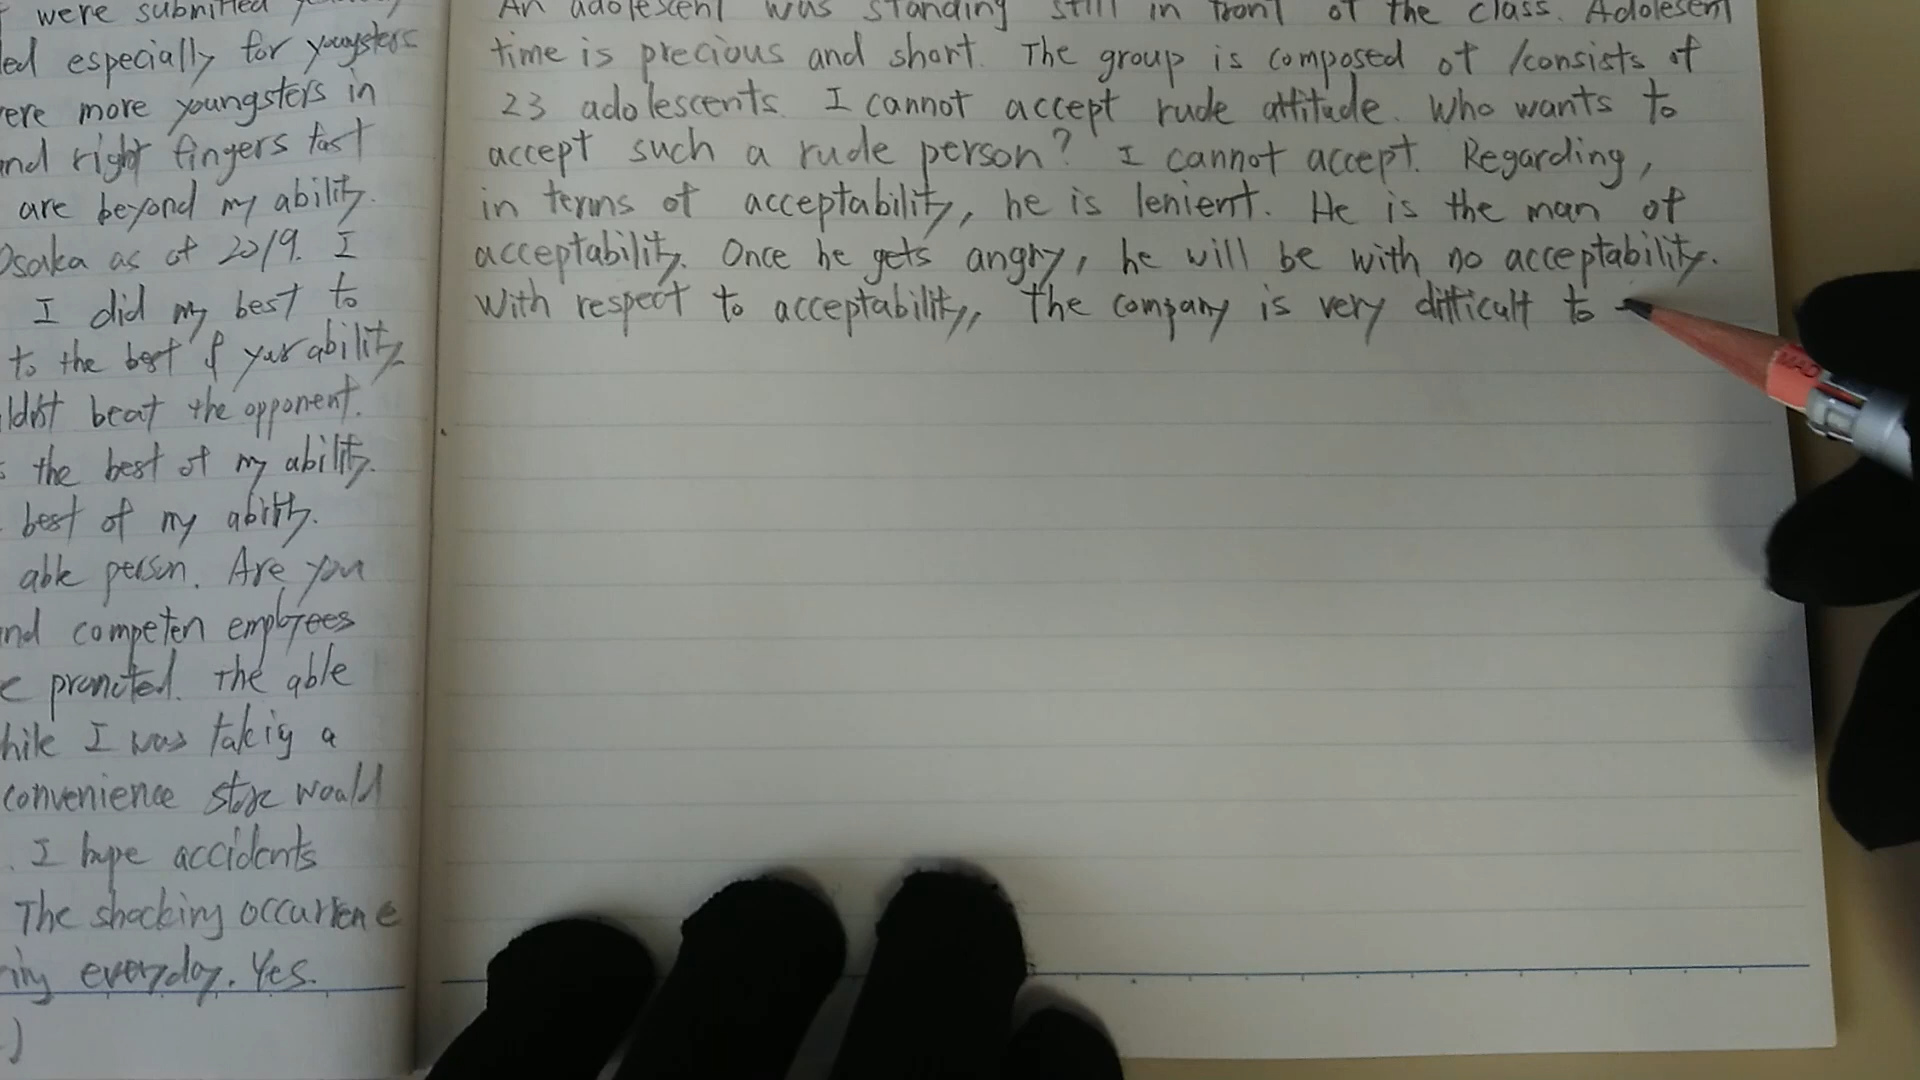 were submitted
ed especially for youngsters
ere more youngsters in
nd right fingers fast
are beyond my ability.
Osaka as of 2019. I
I did my best to
to the best of your ability
ldn't beat the opponent.
the best of my ability.
best of my ability.
able person. Are you
nd competen employees
promoted. The able
hile I was taking a
convenience store would
. I hope accidents
The shocking occurrence
everyday. Yes.
)
An adolescent was standing still in front of the class. Adolescent
time is precious and short. The group is composed of /consists of
23 adolescents. I cannot accept rude attitude. Who wants to
accept such a rude person? I cannot accept. Regarding,
in terms of acceptability, he is lenient. He is the man of
acceptability. Once he gets angry, he will be with no acceptability.
With respect to acceptability, the company is very difficult to
MAD